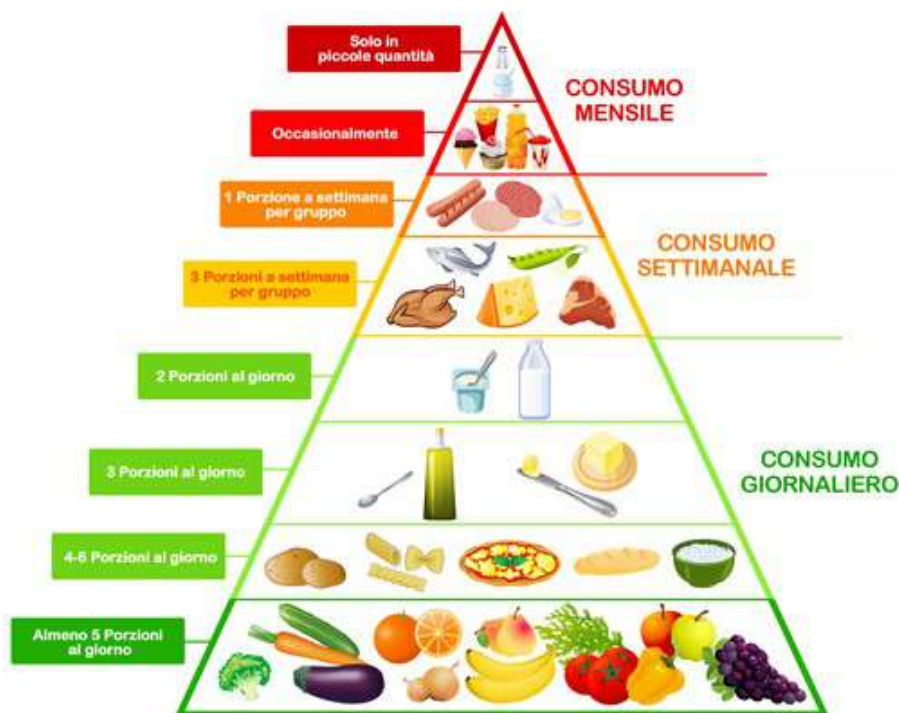 Solo in
piccole quantità
CONSUMO
MENSILE
Occasionalmente
1 Porzione a settimana
per gruppo
CONSUMO
SETTIMANALE
3 Porzioni a settimana
per gruppo
2 Porzioni al giorno
3 Porzioni al giorno
CONSUMO
GIORNALIERO
4-6 Porzioni al giorno
Almeno 5 Porzioni
al giorno